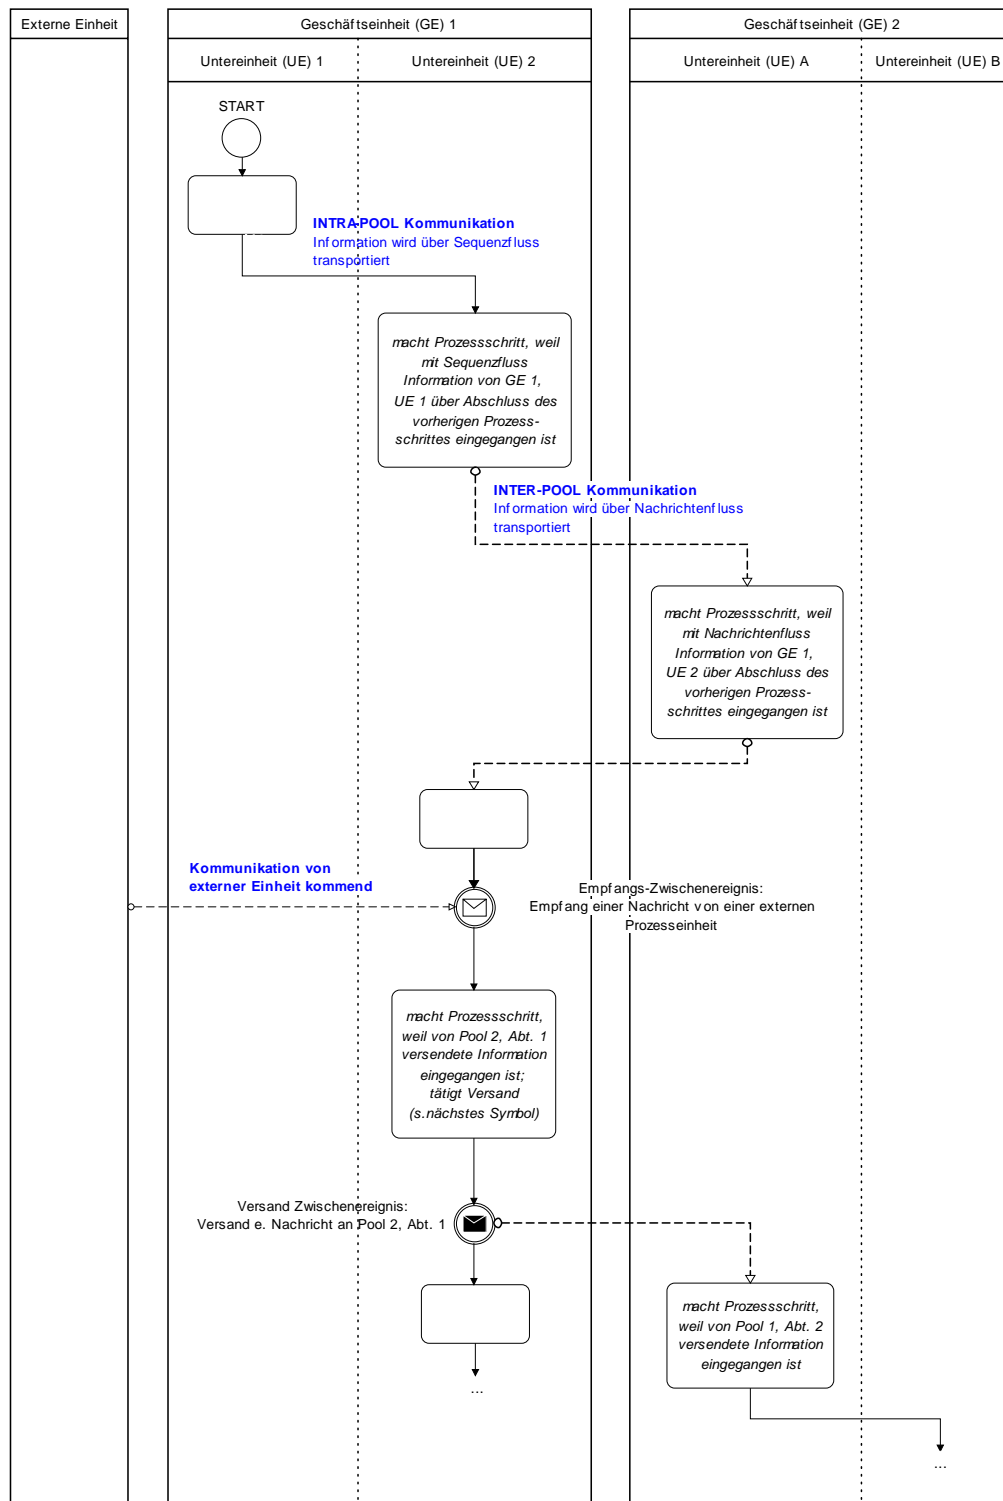 Externe Einheit
Geschäftseinheit (GE) 1
Geschäftseinheit (GE) 2
Untereinheit (UE) 1
Untereinheit (UE) 2
Untereinheit (UE) A
Untereinheit (UE) B
START
INTRA-POOL Kommunikation
Information wird über Sequenzfluss
transportiert
macht Prozessschritt, weil
mit Sequenzfluss
Information von GE 1,
UE 1 über Abschluss des
vorherigen Prozess-
schrittes eingegangen ist
INTER-POOL Kommunikation
Information wird über Nachrichtenfluss
transportiert
macht Prozessschritt, weil
mit Nachrichtenfluss
Information von GE 1,
UE 2 über Abschluss des
vorherigen Prozess-
schrittes eingegangen ist
Kommunikation von
externer Einheit kommend
Empfangs-Zwischenereignis:
Empfang einer Nachricht von einer externen
Prozesseinheit
macht Prozessschritt,
weil von Pool 2, Abt. 1
versendete Information
eingegangen ist;
tätigt Versand
(s.nächstes Symbol)
Versand Zwischenereignis:
Versand e. Nachricht an Pool 2, Abt. 1
macht Prozessschritt,
weil von Pool 1, Abt. 2
versendete Information
eingegangen ist
...
...